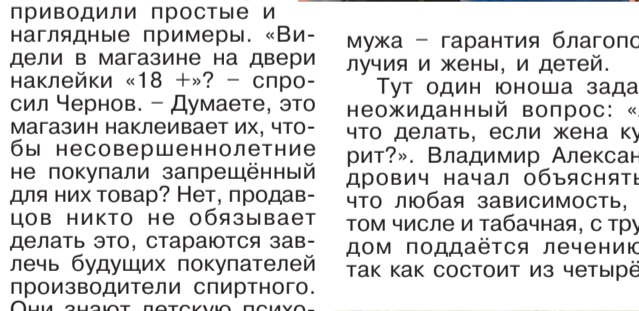 приводили простые и
наглядные примеры. «Ви-
дели в магазине на двери
наклейки «18 +»? – спро-
сил Чернов. – Думаете, это
магазин наклеивает их, что-
бы несовершеннолетние
не покупали запрещённый
для них товар? Нет, продав-
цов никто не обязывает
делать это, стараются зав-
лечь будущих покупателей
производители спиртного.
Они знают детскую психо-
мужа – гарантия благопо
лучия и жены, и детей.
Тут один юноша зада
неожиданный вопрос: «
что делать, если жена ку
рит?». Владимир Алексан
дрович начал объяснять
что любая зависимость,
том числе и табачная, с тру
дом поддаётся лечению
так как состоит из четырё